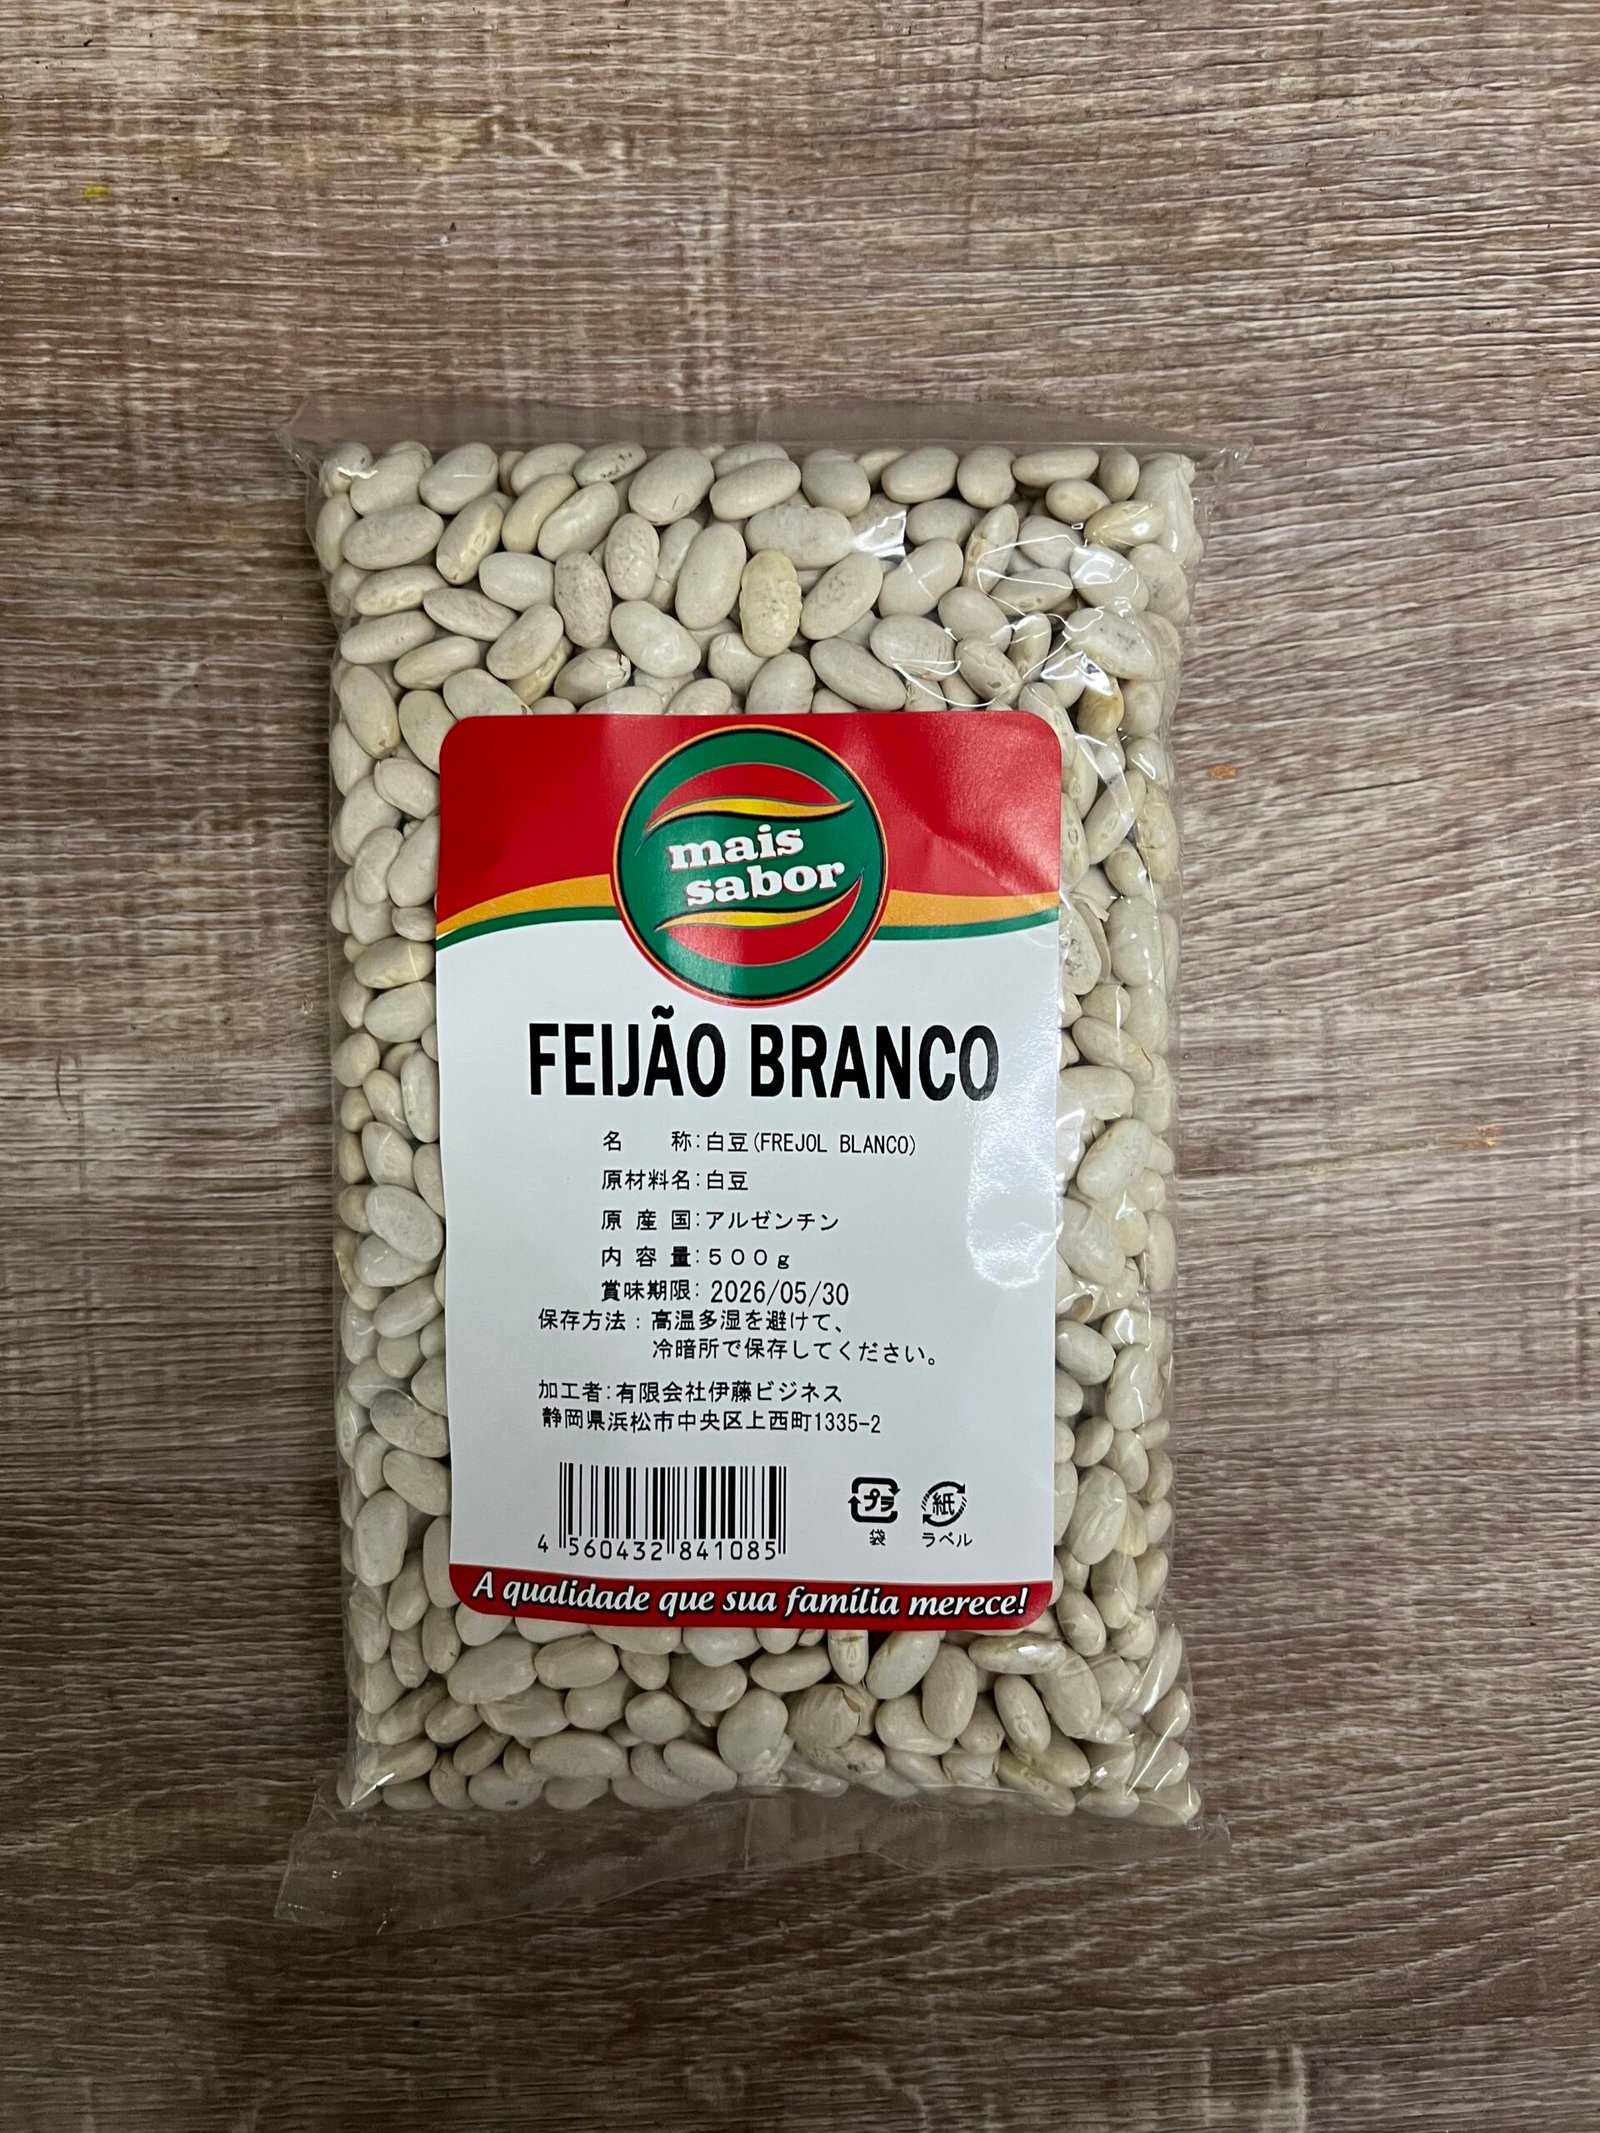 mais
sabor
FEIJÃO BRANCO
名　　称:白豆(FREJOL BLANCO)
原材料名:白豆
原 産 国:アルゼンチン
内 容 量:５００ｇ
賞味期限: 2026/05/30
保存方法：高温多湿を避けて、
冷暗所で保存してください。
加工者:有限会社伊藤ビジネス
静岡県浜松市中央区上西町1335-2
4 560432 841085
プラ 紙
袋 ラベル
A qualidade que sua família merece!